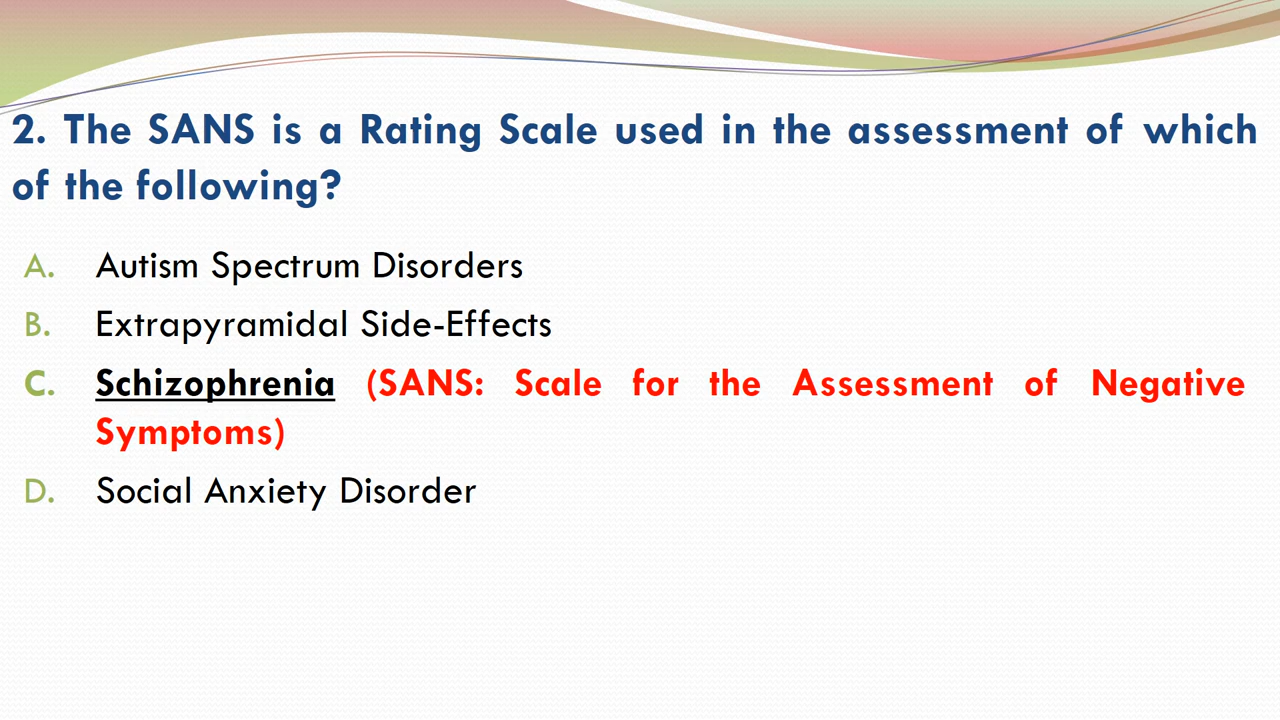 2. The SANS is a Rating Scale used in the assessment of which
of the following?
A. Autism Spectrum Disorders
B. Extrapyramidal Side-Effects
C. Schizophrenia (SANS: Scale for the Assessment of Negative
Symptoms)
D. Social Anxiety Disorder